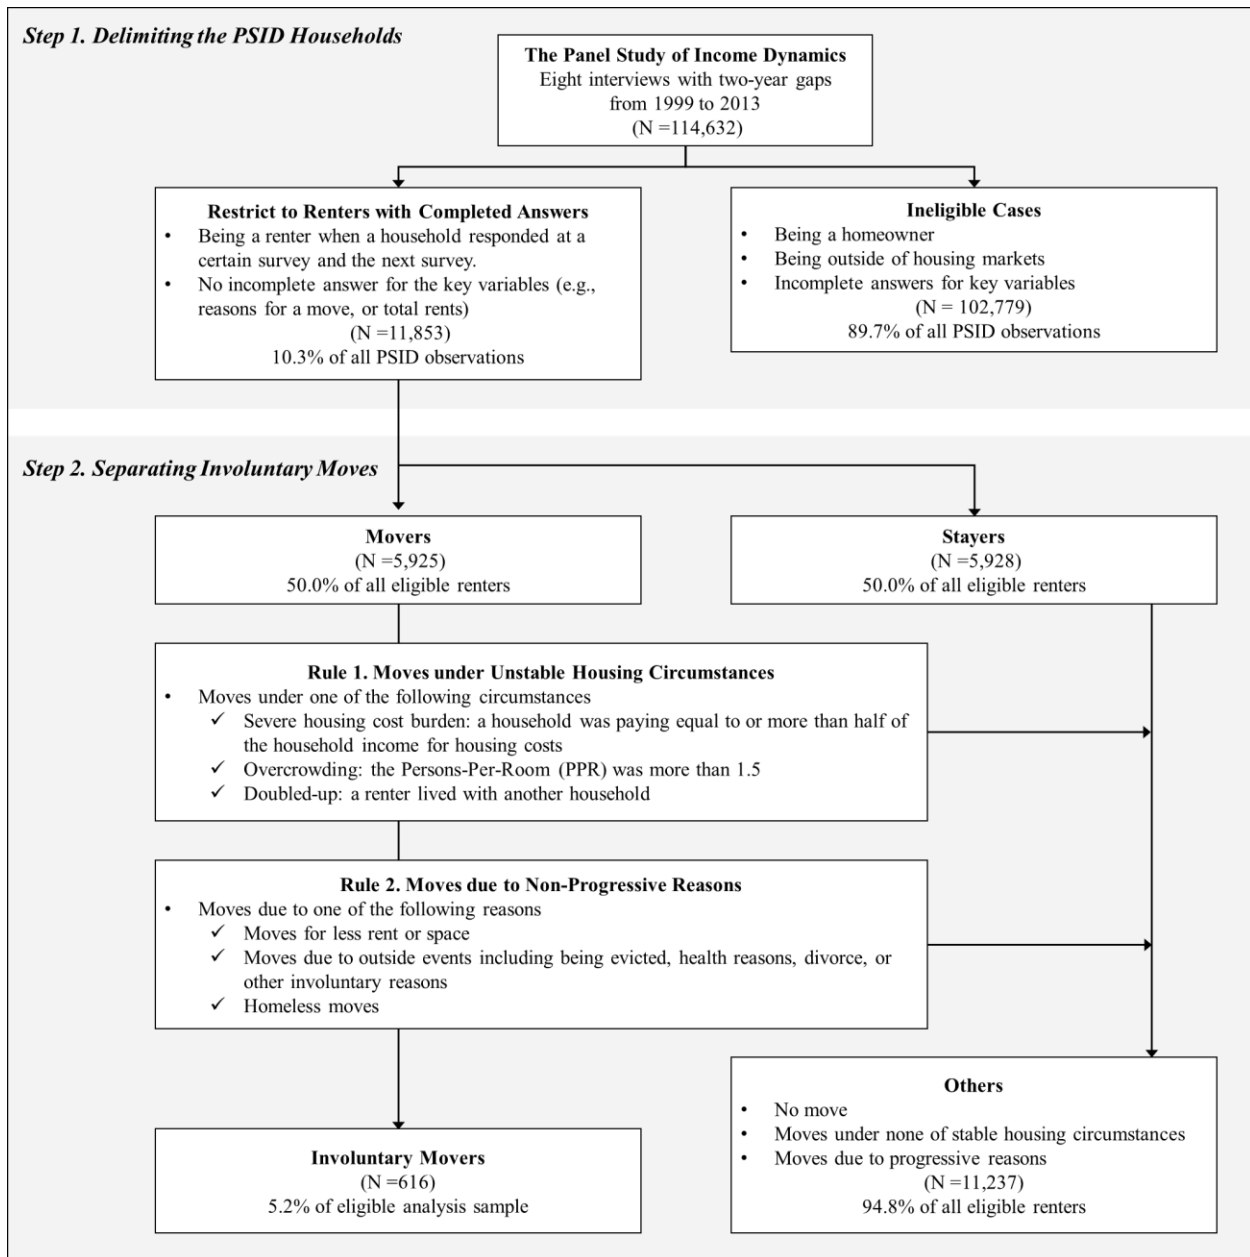 Step 1. Delimiting the PSID Households
The Panel Study of Income Dynamics
Eight interviews with two-year gaps
from 1999 to 2013
(N =114,632)
Restrict to Renters with Completed Answers
• Being a renter when a household responded at a
certain survey and the next survey.
• No incomplete answer for the key variables (e.g.,
reasons for a move, or total rents)
(N =11,853)
10.3% of all PSID observations
Ineligible Cases
• Being a homeowner
• Being outside of housing markets
• Incomplete answers for key variables
(N = 102,779)
89.7% of all PSID observations
Step 2. Separating Involuntary Moves
Movers
(N =5,925)
50.0% of all eligible renters
Stayers
(N =5,928)
50.0% of all eligible renters
Rule 1. Moves under Unstable Housing Circumstances
• Moves under one of the following circumstances
✓ Severe housing cost burden: a household was paying equal to or more than half of
the household income for housing costs
✓ Overcrowding: the Persons-Per-Room (PPR) was more than 1.5
✓ Doubled-up: a renter lived with another household
Rule 2. Moves due to Non-Progressive Reasons
• Moves due to one of the following reasons
✓ Moves for less rent or space
✓ Moves due to outside events including being evicted, health reasons, divorce, or
other involuntary reasons
✓ Homeless moves
Involuntary Movers
(N =616)
5.2% of eligible analysis sample
Others
• No move
• Moves under none of stable housing circumstances
• Moves due to progressive reasons
(N =11,237)
94.8% of all eligible renters